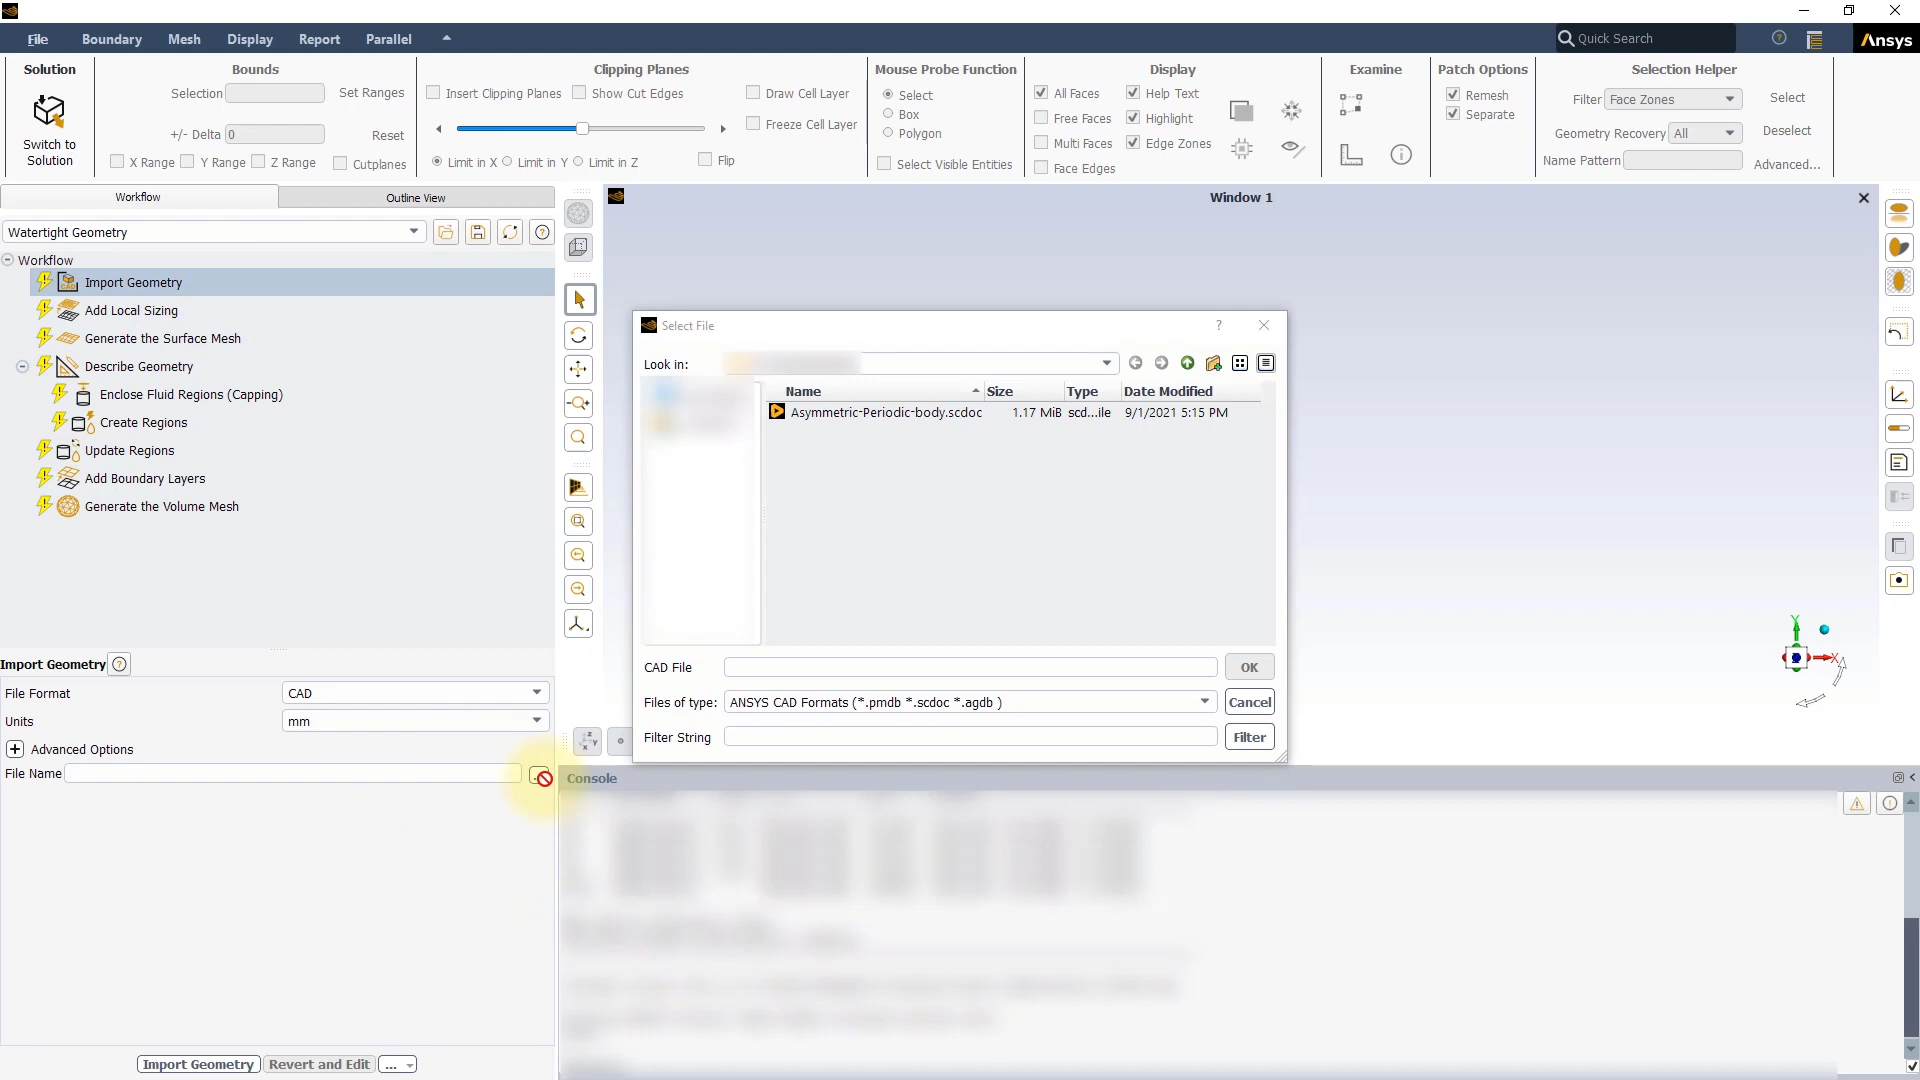 File
Boundary
Mesh
Display
Report
Parallel
Quick Search
Ansys
Solution
Switch to
Solution
Bounds
Selection
Set Ranges
+/- Delta 0
Reset
X Range
Y Range
Z Range
Cutplanes
Clipping Planes
Insert Clipping Planes
Show Cut Edges
Draw Cell Layer
Freeze Cell Layer
Limit in X
Limit in Y
Limit in Z
Flip
Mouse Probe Function
Select
Box
Polygon
Select Visible Entities
Display
All Faces
Help Text
Free Faces
Highlight
Multi Faces
Edge Zones
Face Edges
Examine
Patch Options
Remesh
Separate
Selection Helper
Filter Face Zones
Select
Geometry Recovery All
Deselect
Name Pattern
Advanced...
Workflow
Outline View
Watertight Geometry
Workflow
Import Geometry
Add Local Sizing
Generate the Surface Mesh
Describe Geometry
Enclose Fluid Regions (Capping)
Create Regions
Update Regions
Add Boundary Layers
Generate the Volume Mesh
Window 1
Select File
?
Look in:
Name
Size
Type
Date Modified
Asymmetric-Periodic-body.scdoc
1.17 MiB
scd...ile
9/1/2021 5:15 PM
CAD File
OK
Files of type: ANSYS CAD Formats (*.pmdb *.scdoc *.agdb )
Cancel
Filter String
Filter
Y
X
Import Geometry
File Format
CAD
Units
mm
Advanced Options
File Name
Console
Import Geometry
Revert and Edit
...